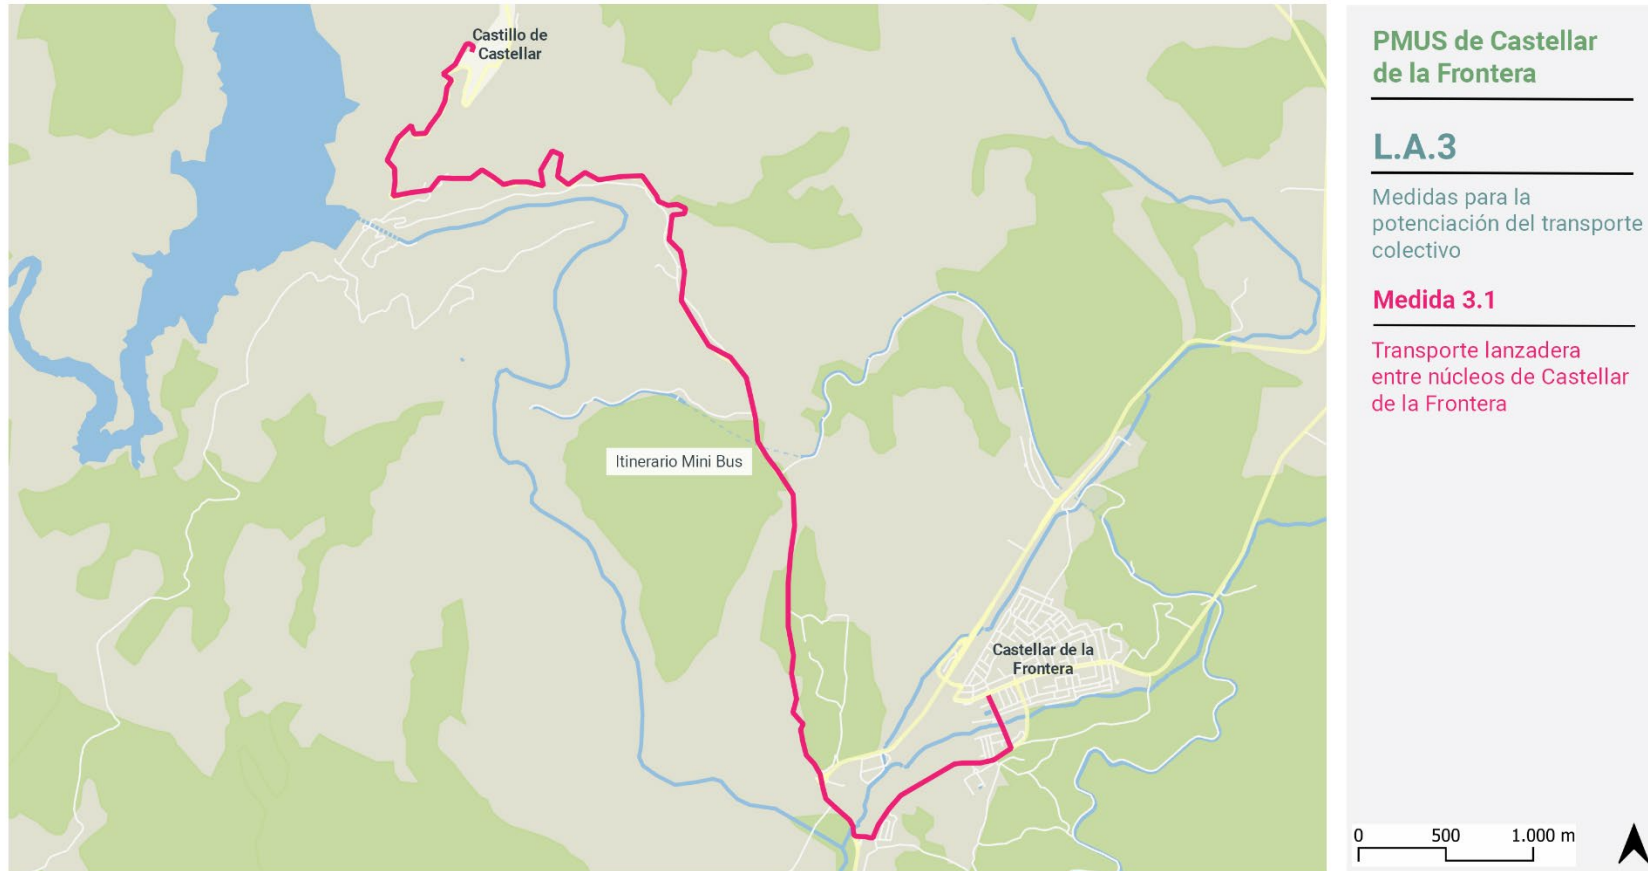 Castillo de
Castellar
Itinerario Mini Bus
Castellar de la
Frontera
PMUS de Castellar
de la Frontera
L.A.3
Medidas para la
potenciación del transporte
colectivo
Medida 3.1
Transporte lanzadera
entre núcleos de Castellar
de la Frontera
0 500 1.000 m